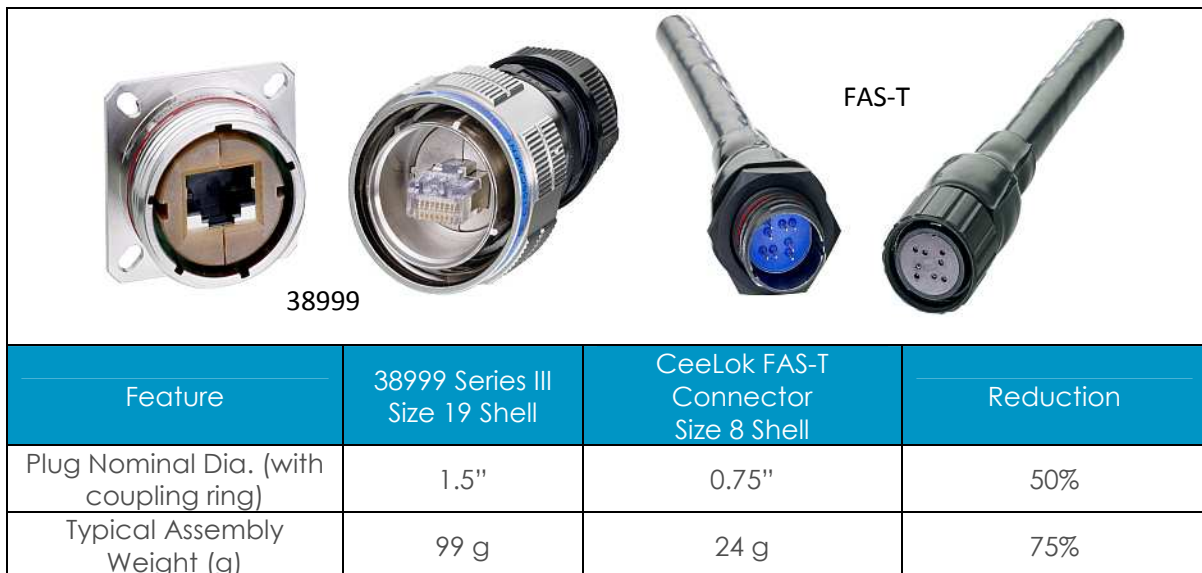 FAS-T
38999
Feature
38999 Series III
Size 19 Shell
CeeLok FAS-T
Connector
Size 8 Shell
Reduction
Plug Nominal Dia. (with
coupling ring)
1.5”
0.75”
50%
Typical Assembly
Weight (g)
99 g
24 g
75%